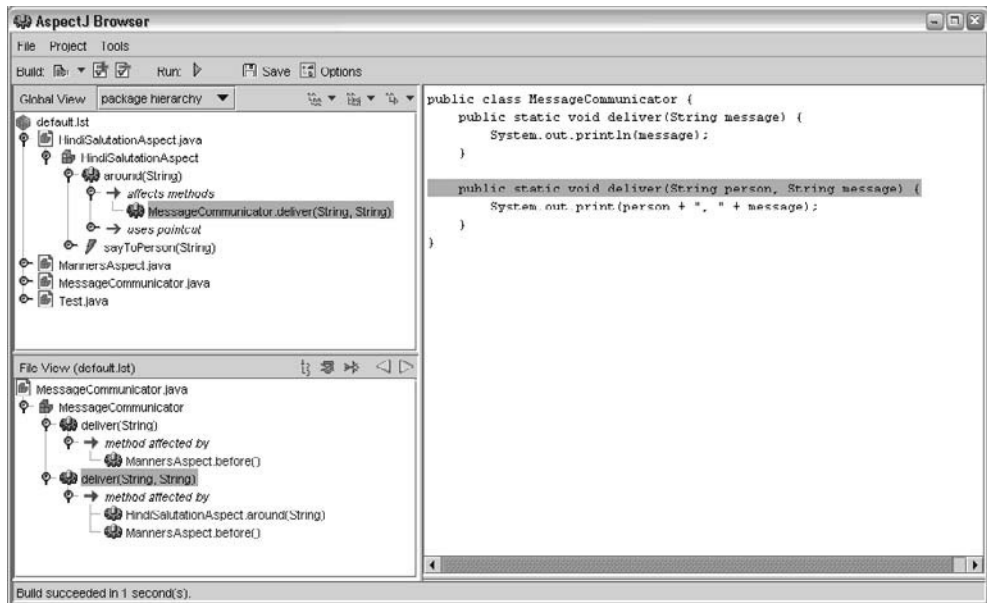 AspectJ Browser
File Project Tools
Build: Run: Save Options
Global View package hierarchy
default.lst
HindiSalutationAspect.java
HindiSalutationAspect
around(String)
affects methods
MessageCommunicator.deliver(String, String)
uses pointcut
sayToPerson(String)
MannersAspect.java
MessageCommunicator.java
Test.java
File View (default.lst)
MessageCommunicator.java
MessageCommunicator
deliver(String)
method affected by
MannersAspect.before()
deliver(String, String)
method affected by
HindiSalutationAspect.around(String)
MannersAspect.before()
public class MessageCommunicator {
public static void deliver(String message) {
System.out.println(message);
}
public static void deliver(String person, String message) {
System.out.print(person + ", " + message);
}
}
Build succeeded in 1 second(s).